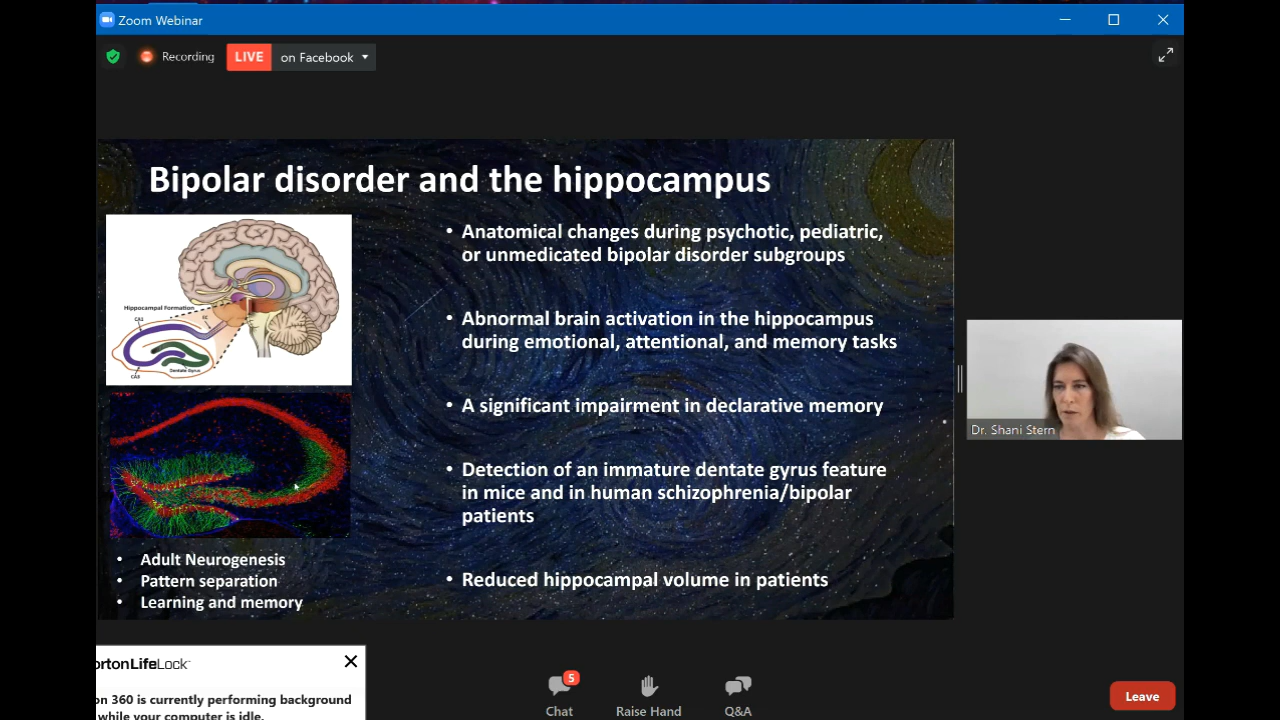 Zoom Webinar
Recording
LIVE on Facebook
Bipolar disorder and the hippocampus
Hippocampal Formation
CA1
CC
Dentate Gyrus
CA3
• Adult Neurogenesis
• Pattern separation
• Learning and memory
• Anatomical changes during psychotic, pediatric,
or unmedicated bipolar disorder subgroups
• Abnormal brain activation in the hippocampus
during emotional, attentional, and memory tasks
• A significant impairment in declarative memory
• Detection of an immature dentate gyrus feature
in mice and in human schizophrenia/bipolar
patients
• Reduced hippocampal volume in patients
Dr. Shani Stern
ortonLifeLock
on 360 is currently performing background
while your computer is idle.
5
Chat
Raise Hand
Q&A
Leave